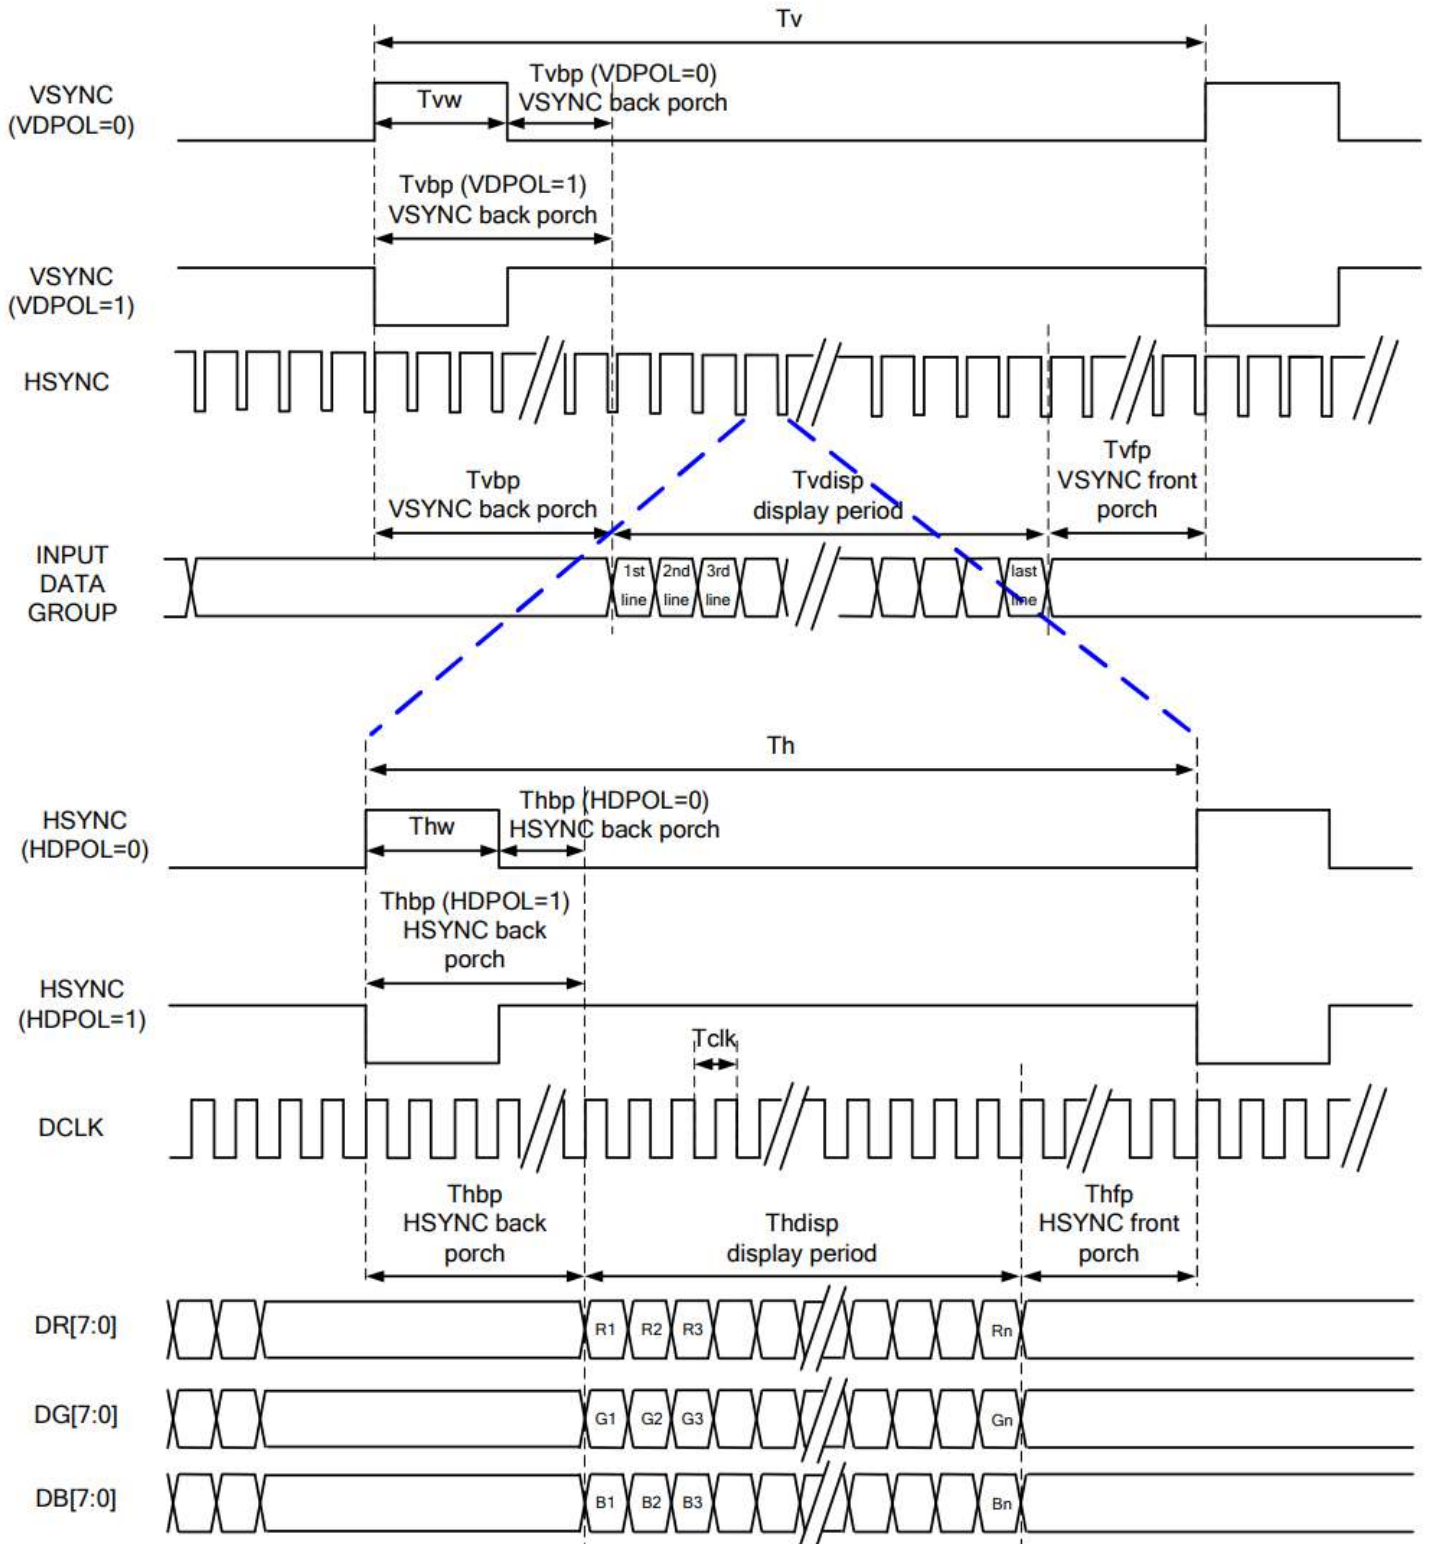 Tv
VSYNC
(VDPOL=0)
Tvw
Tvbp (VDPOL=0)
VSYNC back porch
Tvbp (VDPOL=1)
VSYNC back porch
VSYNC
(VDPOL=1)
HSYNC
Tvbp
VSYNC back porch
Tvdisp
display period
Tvfp
VSYNC front
porch
INPUT
DATA
GROUP
1st
line
2nd
line
3rd
line
last
line
Th
HSYNC
(HDPOL=0)
Thw
Thbp (HDPOL=0)
HSYNC back porch
Thbp (HDPOL=1)
HSYNC back
porch
HSYNC
(HDPOL=1)
Tclk
DCLK
Thbp
HSYNC back
porch
Thdisp
display period
Thfp
HSYNC front
porch
DR[7:0]
R1
R2
R3
Rn
DG[7:0]
G1
G2
G3
Gn
DB[7:0]
B1
B2
B3
Bn